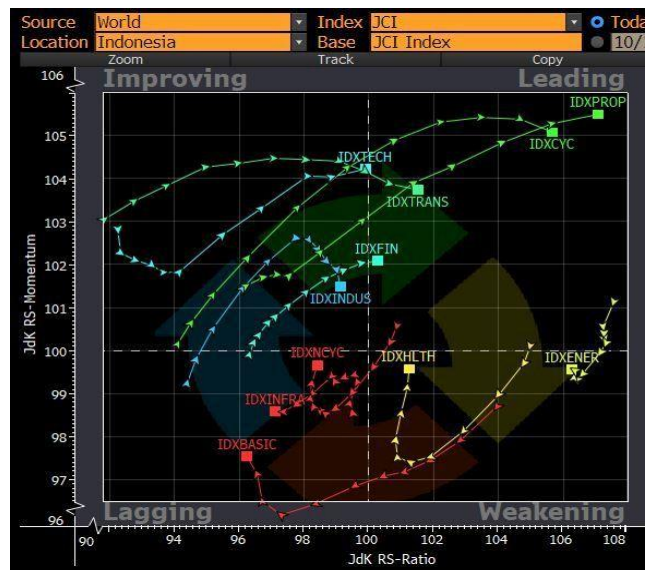 Source World Index JCI Toda
Location Indonesia Base JCI Index 10/
Zoom Track Copy
Improving Leading
106
105
104
103
102
101
100
99
98
97
96
JdK RS-Momentum
IDXPROP
IDXCYC
IDXTECH
IDXTRANS
IDXFIN
IDXINDUS
IDXNCYC
IDXHLTH
IDXENER
IDXINFRA
IDXBASIC
Lagging Weakening
90 94 96 98 100 102 104 106 107 108
JdK RS-Ratio